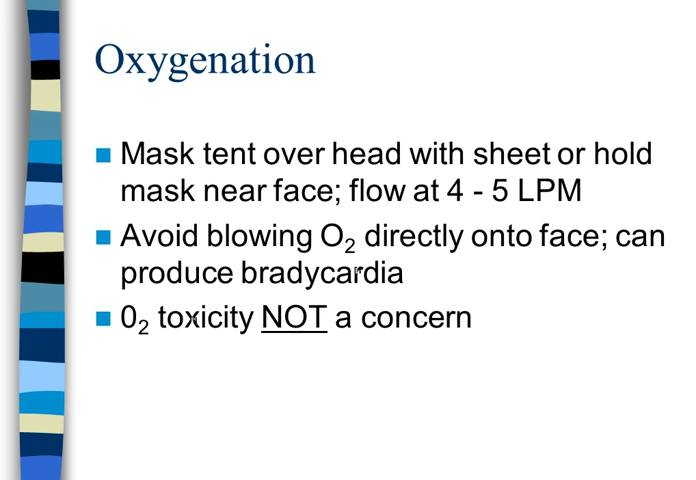 Oxygenation
Mask tent over head with sheet or hold
mask near face; flow at 4 - 5 LPM
Avoid blowing O₂ directly onto face; can
produce bradycardia
0₂ toxicity NOT a concern